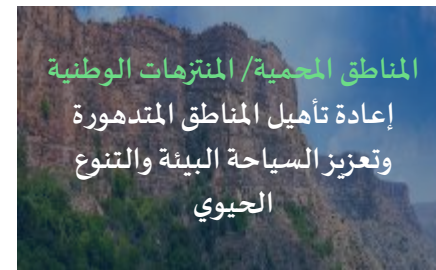 المناطق المحمية/ المنتزهات الوطنية
إعادة تأهيل المناطق المتدهورة
وتعزيز السياحة البيئة والتنوع
الحيوي